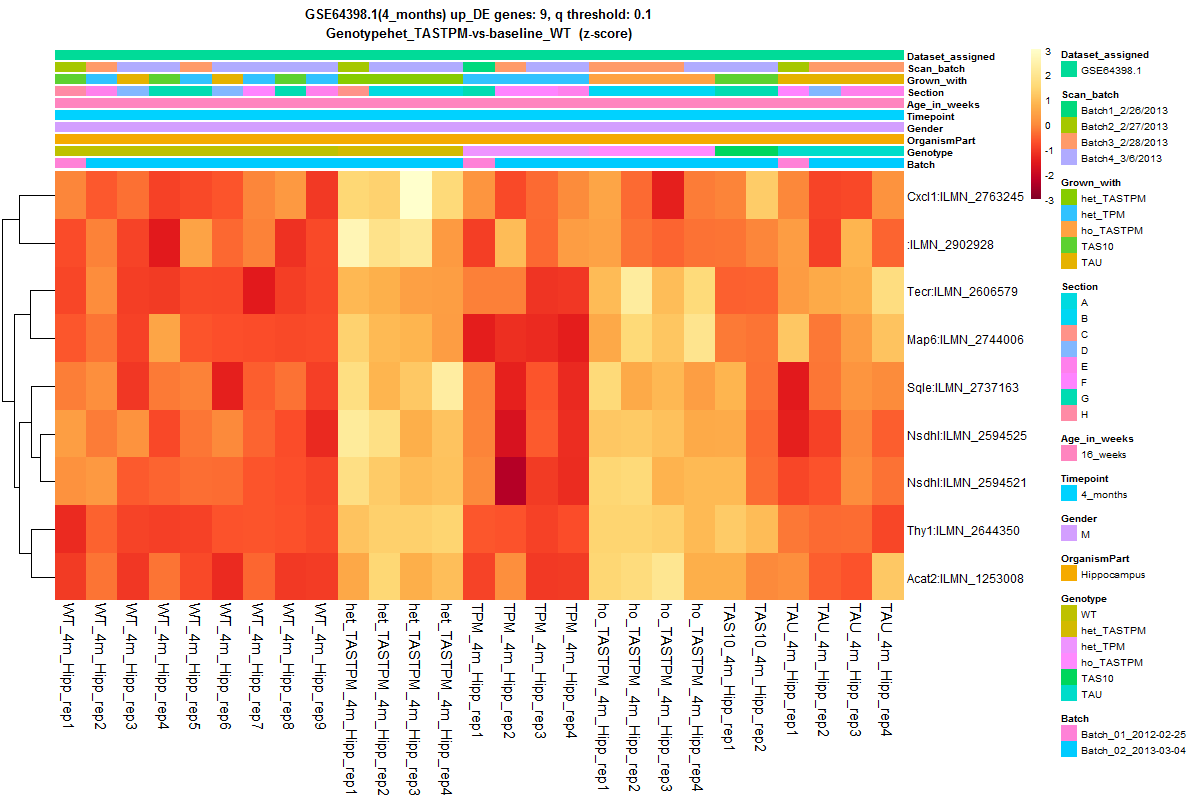 GSE64398.1(4_months) up_DE genes: 9, q threshold: 0.1
Genotypehet_TASTPM-vs-baseline_WT (z-score)
Dataset_assigned
Scan_batch
Grown_with
Section
Age_in_weeks
Timepoint
Gender
OrganismPart
Genotype
Batch
Cxcl1:ILMN_2763245
:ILMN_2902928
Tecr:ILMN_2606579
Map6:ILMN_2744006
Sqle:ILMN_2737163
Nsdhl:ILMN_2594525
Nsdhl:ILMN_2594521
Thy1:ILMN_2644350
Acat2:ILMN_1253008
WT_4m_Hipp_rep1
WT_4m_Hipp_rep2
WT_4m_Hipp_rep3
WT_4m_Hipp_rep4
WT_4m_Hipp_rep5
WT_4m_Hipp_rep6
WT_4m_Hipp_rep7
WT_4m_Hipp_rep8
WT_4m_Hipp_rep9
het_TASTPM_4m_Hipp_rep1
het_TASTPM_4m_Hipp_rep2
het_TASTPM_4m_Hipp_rep3
het_TASTPM_4m_Hipp_rep4
TPM_4m_Hipp_rep1
TPM_4m_Hipp_rep2
TPM_4m_Hipp_rep3
TPM_4m_Hipp_rep4
ho_TASTPM_4m_Hipp_rep1
ho_TASTPM_4m_Hipp_rep2
ho_TASTPM_4m_Hipp_rep3
ho_TASTPM_4m_Hipp_rep4
TAS10_4m_Hipp_rep1
TAS10_4m_Hipp_rep2
TAU_4m_Hipp_rep1
TAU_4m_Hipp_rep2
TAU_4m_Hipp_rep3
TAU_4m_Hipp_rep4
3
2
1
0
-1
-2
-3
Dataset_assigned
GSE64398.1
Scan_batch
Batch1_2/26/2013
Batch2_2/27/2013
Batch3_2/28/2013
Batch4_3/6/2013
Grown_with
het_TASTPM
het_TPM
ho_TASTPM
TAS10
TAU
Section
A
B
C
D
E
F
G
H
Age_in_weeks
16_weeks
Timepoint
4_months
Gender
M
OrganismPart
Hippocampus
Genotype
WT
het_TASTPM
het_TPM
ho_TASTPM
TAS10
TAU
Batch
Batch_01_2012-02-25
Batch_02_2013-03-04